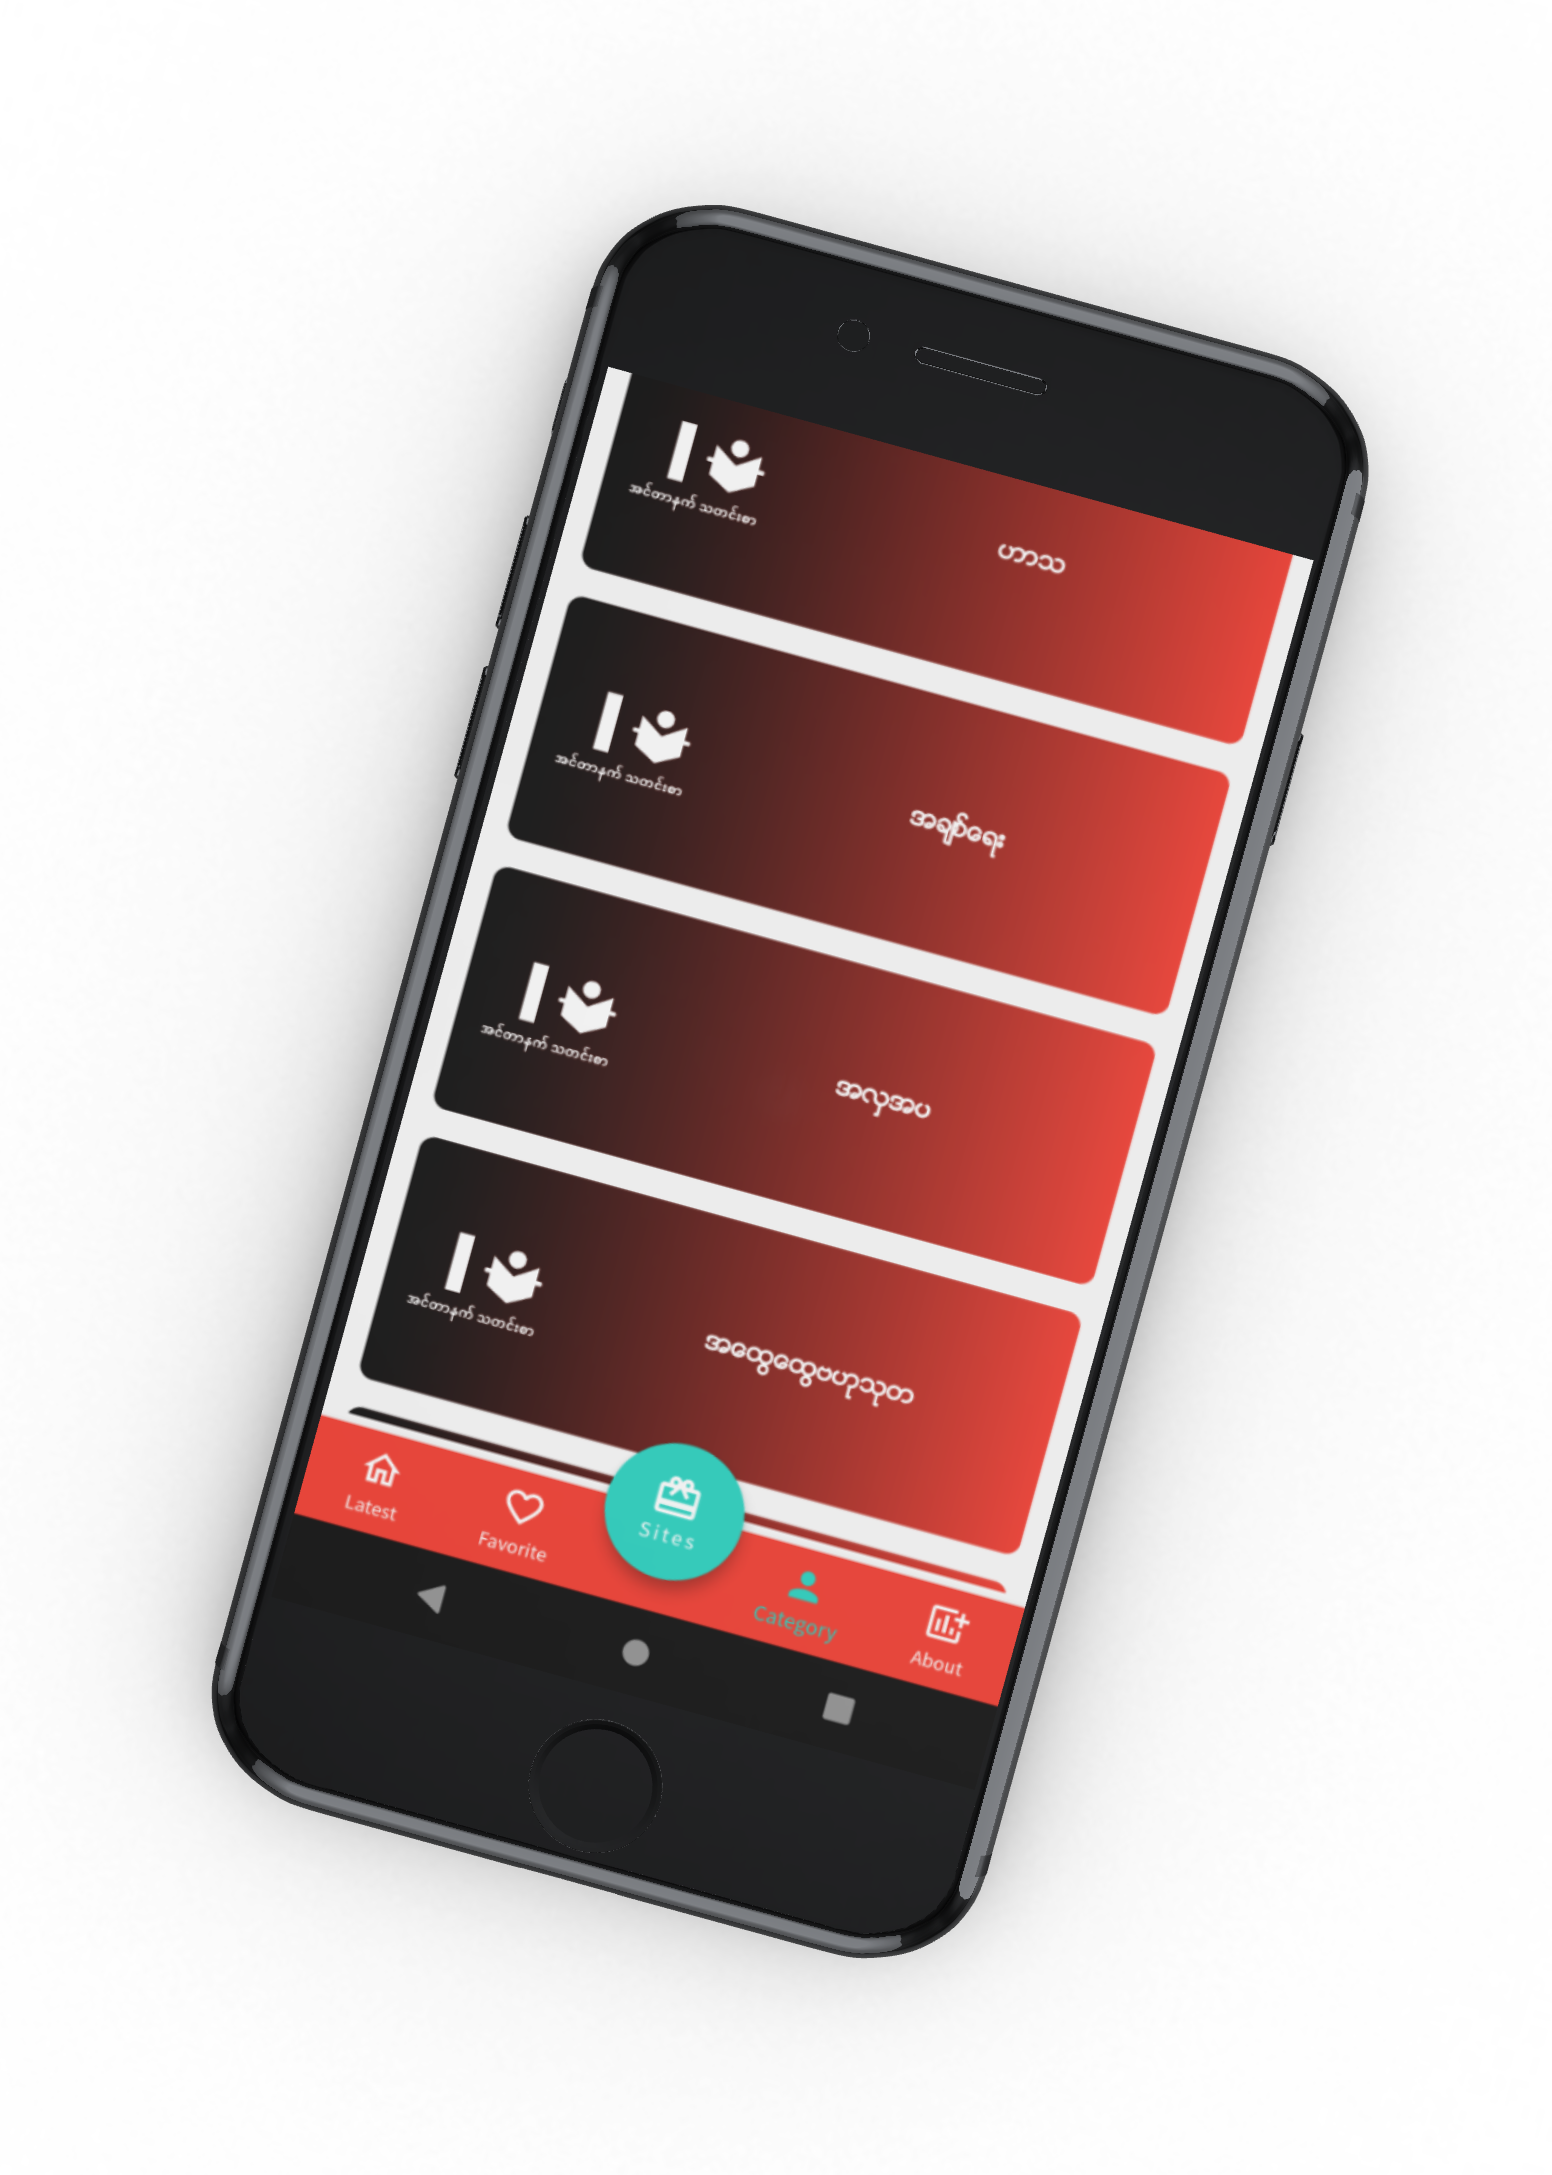 အင်တာနက် သတင်းစာ
ဟာသ
အင်တာနက် သတင်းစာ
အချစ်ရေး
အင်တာနက် သတင်းစာ
အလှအပ
အင်တာနက် သတင်းစာ
အထွေထွေဗဟုသုတ
Latest
Favorite
Sites
Category
About